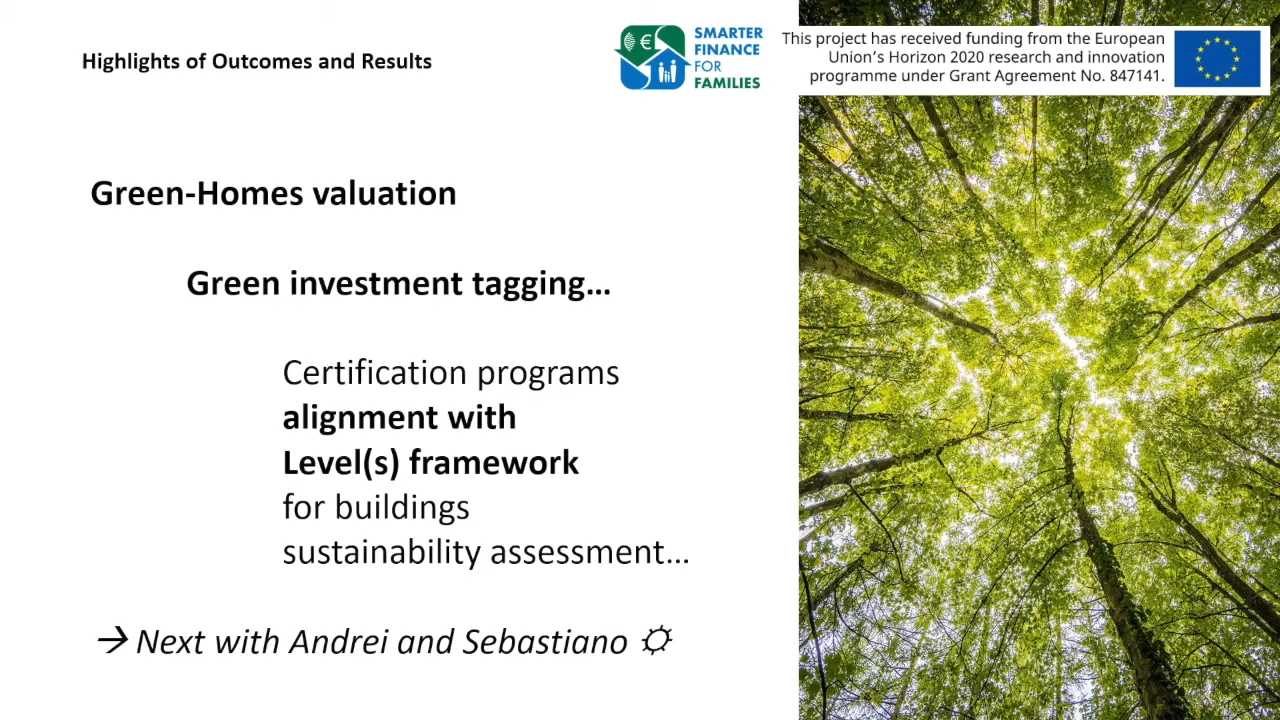 Highlights of Outcomes and Results
SMARTER
FINANCE
FOR
FAMILIES
€
This project has received funding from the European
Union's Horizon 2020 research and innovation
programme under Grant Agreement No. 847141.
Green-Homes valuation
Green investment tagging...
Certification programs
alignment with
Level(s) framework
for buildings
sustainability assessment...
→ Next with Andrei and Sebastiano